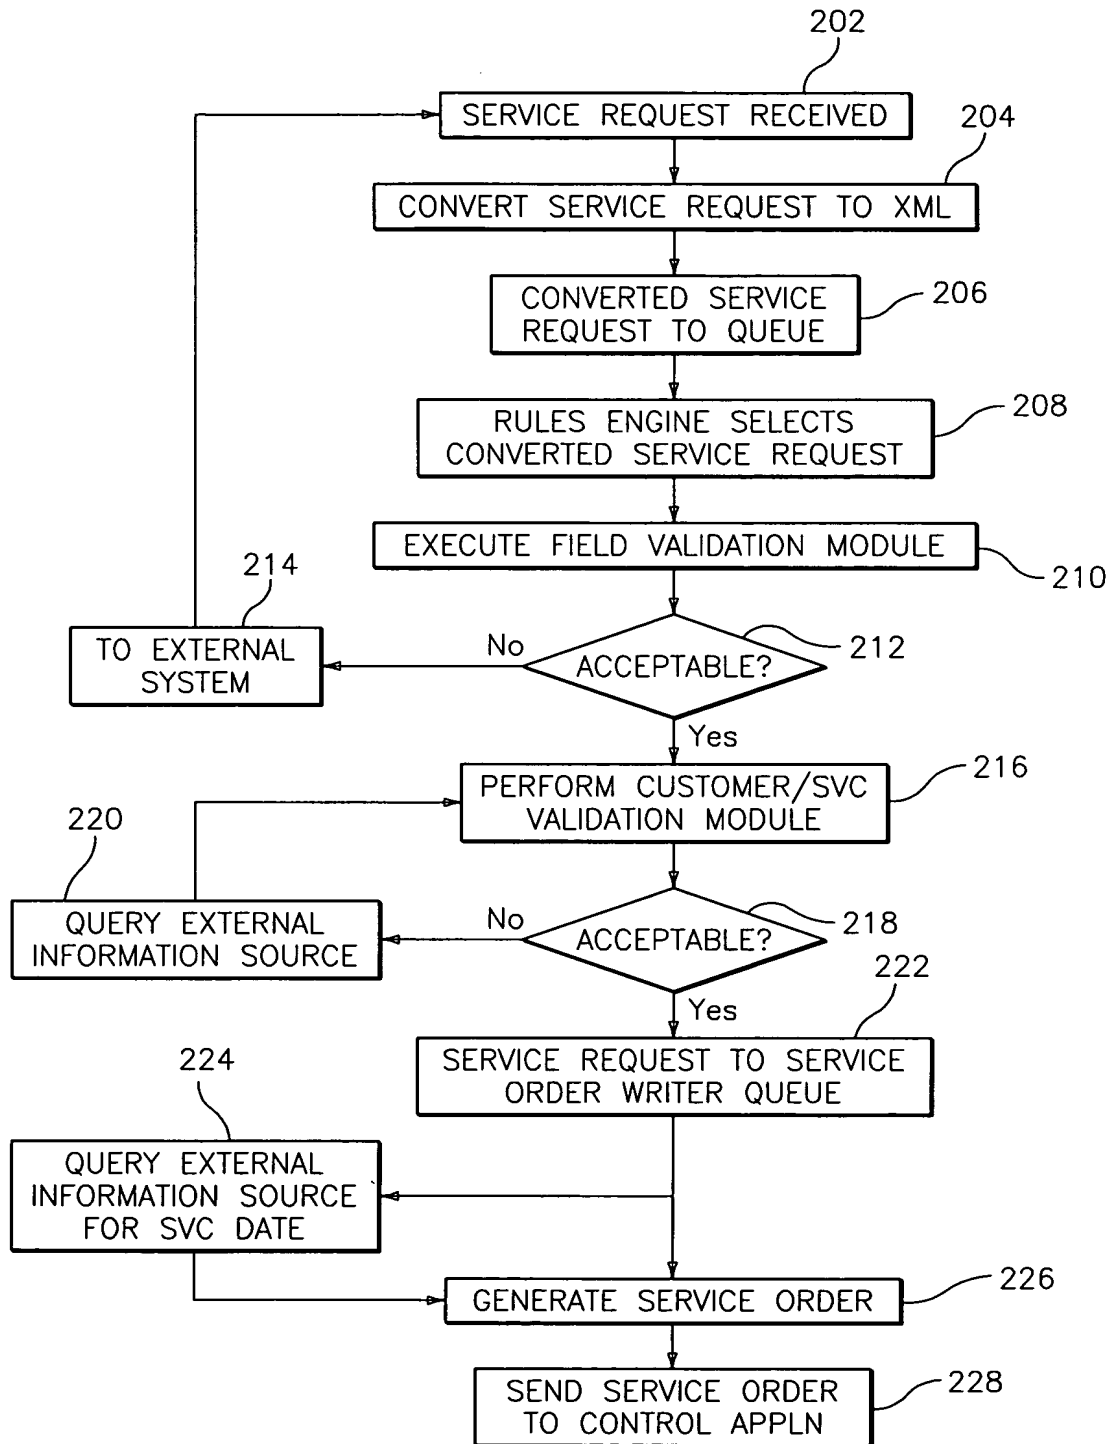 202
SERVICE REQUEST RECEIVED
204
CONVERT SERVICE REQUEST TO XML
CONVERTED SERVICE
REQUEST TO QUEUE
206
RULES ENGINE SELECTS
CONVERTED SERVICE REQUEST
208
EXECUTE FIELD VALIDATION MODULE
210
214
TO EXTERNAL
SYSTEM
No
ACCEPTABLE?
212
Yes
PERFORM CUSTOMER/SVC
VALIDATION MODULE
216
220
QUERY EXTERNAL
INFORMATION SOURCE
No
ACCEPTABLE?
218
Yes
222
SERVICE REQUEST TO SERVICE
ORDER WRITER QUEUE
224
QUERY EXTERNAL
INFORMATION SOURCE
FOR SVC DATE
GENERATE SERVICE ORDER
226
SEND SERVICE ORDER
TO CONTROL APPLN
228